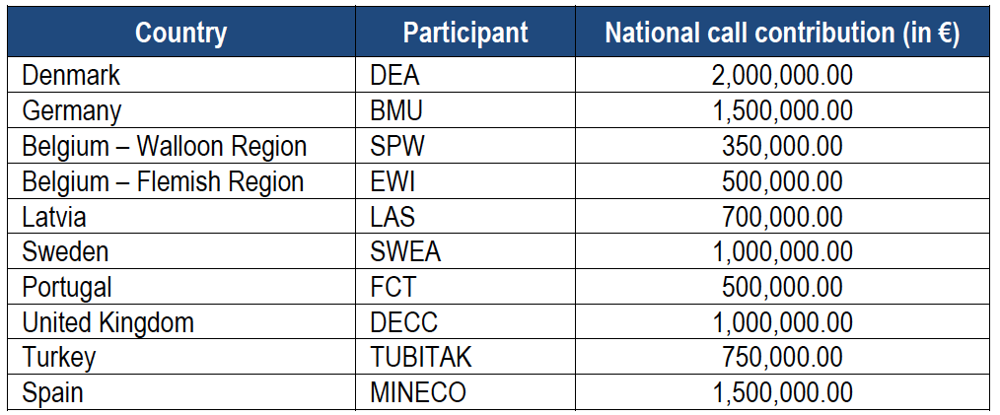 Country Participant National call contribution (in €)
Denmark DEA 2,000,000.00
Germany BMU 1,500,000.00
Belgium – Walloon Region SPW 350,000.00
Belgium – Flemish Region EWI 500,000.00
Latvia LAS 700,000.00
Sweden SWEA 1,000,000.00
Portugal FCT 500,000.00
United Kingdom DECC 1,000,000.00
Turkey TUBITAK 750,000.00
Spain MINECO 1,500,000.00